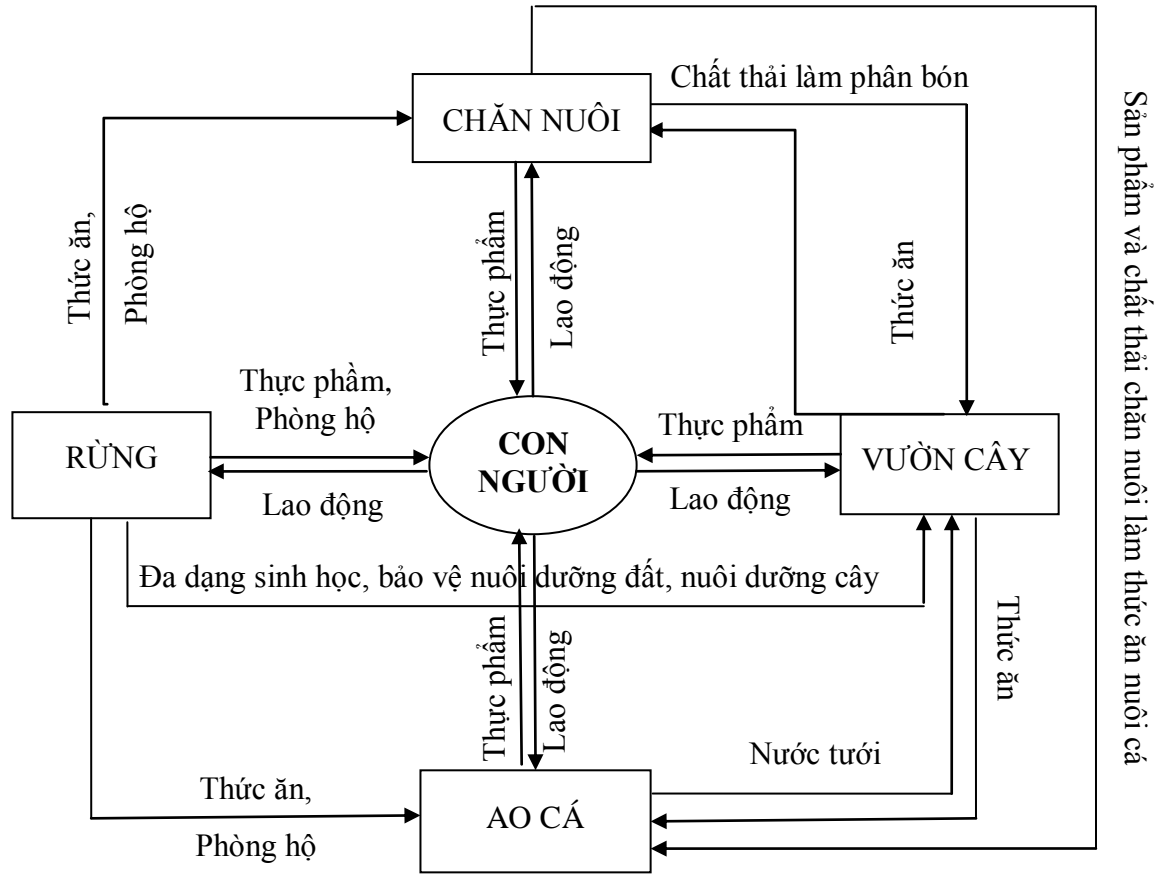 Chất thải làm phân bón
CHĂN NUÔI
Sản phẩm và chất thải chăn nuôi làm thức ăn nuôi cá
Thức ăn,
Phòng hộ
Thực phẩm
Lao động
Thức ăn
Thực phầm,
Phòng hộ
RỪNG
Lao động
CON
NGƯỜI
Thực phẩm
Lao động
VƯỜN CÂY
Đa dạng sinh học, bảo vệ nuôi dưỡng đất, nuôi dưỡng cây
Thực phẩm
Lao động
Thức ăn
Nước tưới
Thức ăn,
Phòng hộ
AO CÁ